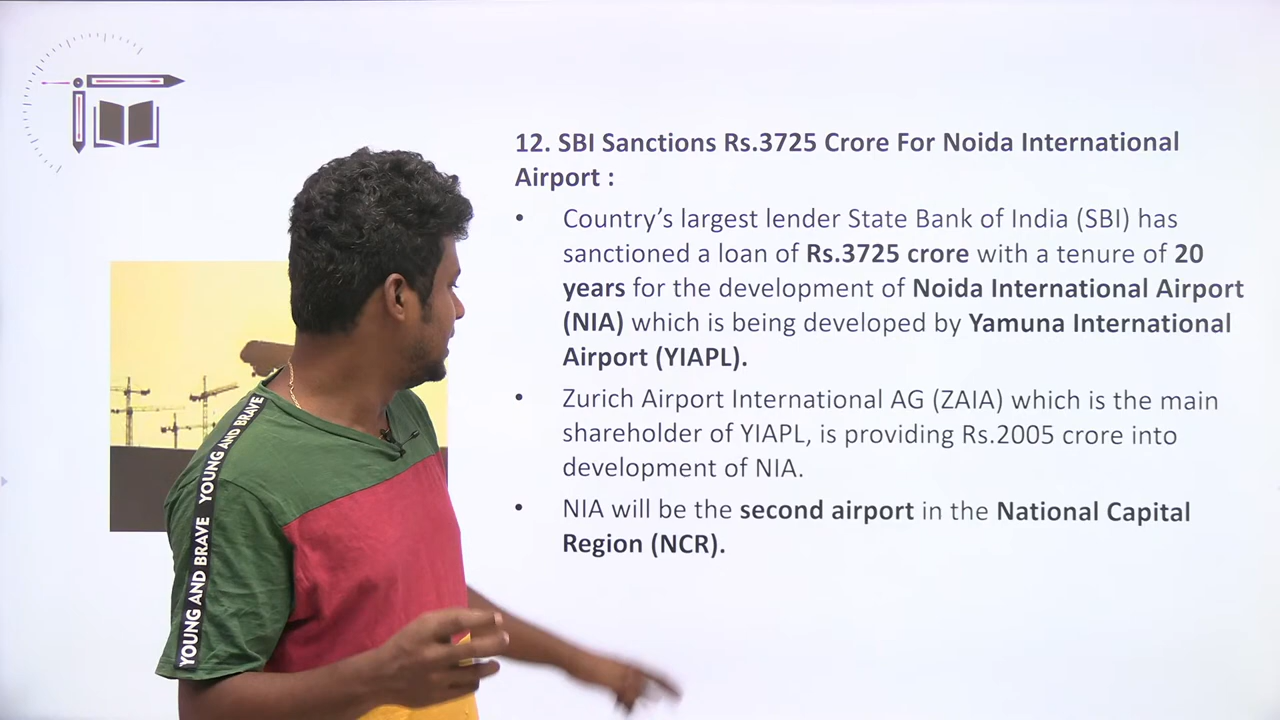 12. SBI Sanctions Rs.3725 Crore For Noida International
Airport :
• Country's largest lender State Bank of India (SBI) has
sanctioned a loan of Rs.3725 crore with a tenure of 20
years for the development of Noida International Airport
(NIA) which is being developed by Yamuna International
Airport (YIAPL).
• Zurich Airport International AG (ZAIA) which is the main
shareholder of YIAPL, is providing Rs.2005 crore into
development of NIA.
• NIA will be the second airport in the National Capital
Region (NCR).
YOUNG AND BRAVE
YOUNG AND BRAVE